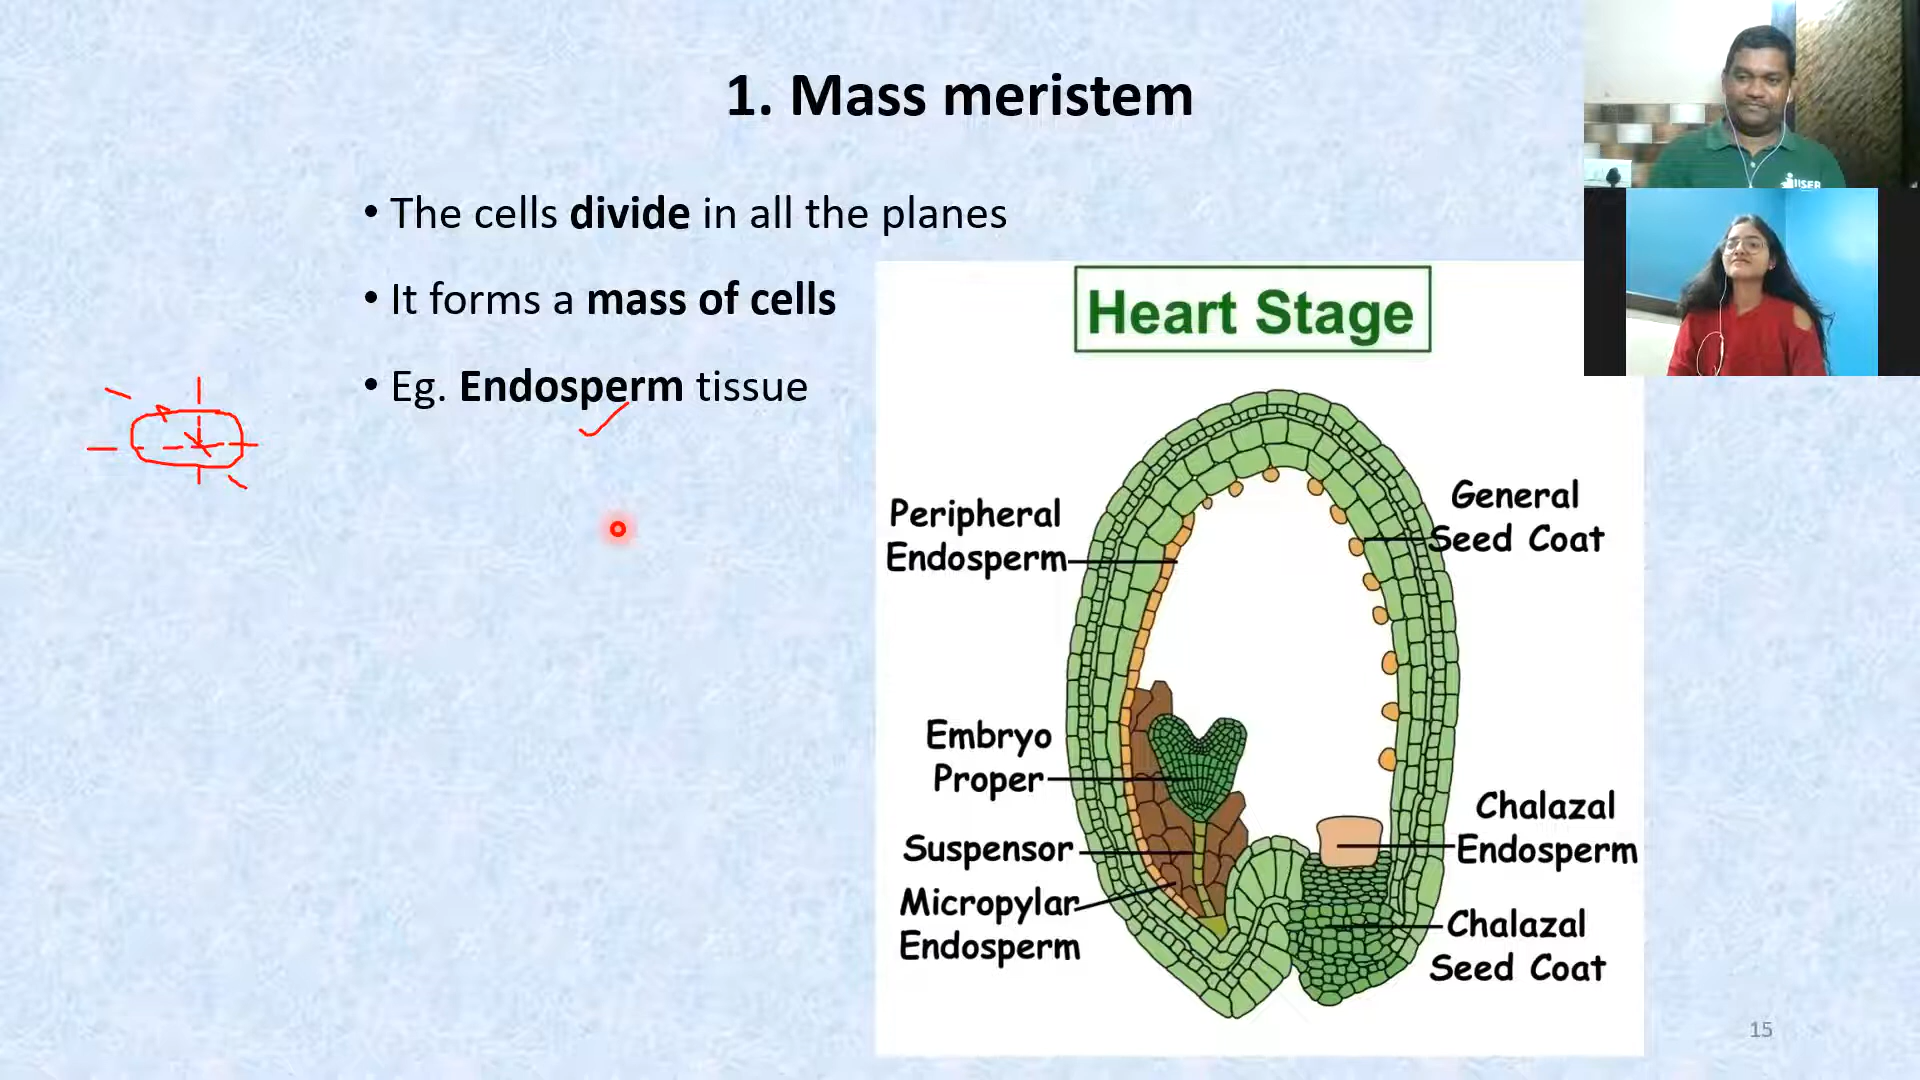 1. Mass meristem
• The cells divide in all the planes
• It forms a mass of cells
• Eg. Endosperm tissue
Heart Stage
Peripheral
Endosperm
General
Seed Coat
Embryo
Proper
Suspensor
Micropylar
Endosperm
Chalazal
Endosperm
Chalazal
Seed Coat
IISER
15